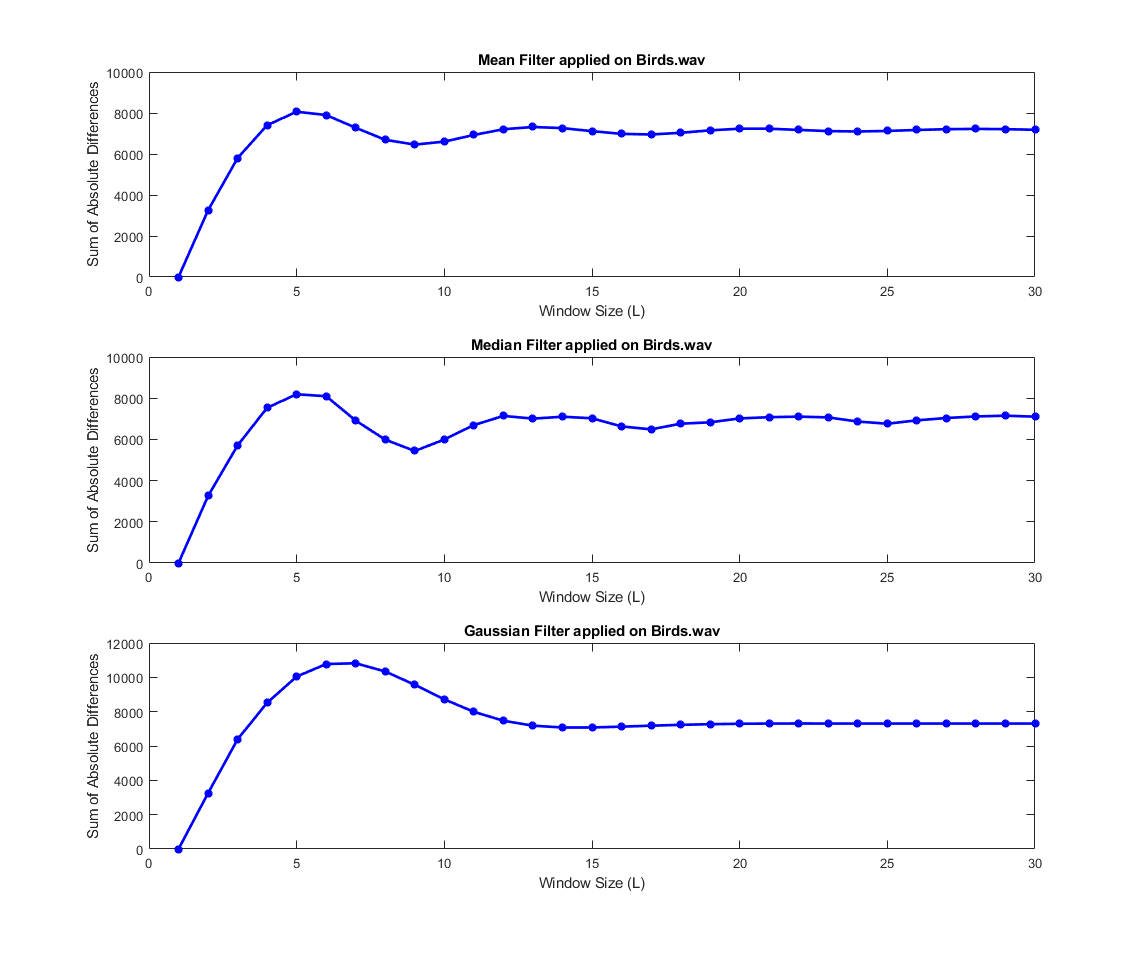 Mean Filter applied on Birds.wav
10000
8000
6000
4000
2000
0
Sum of Absolute Differences
0 5 10 15 20 25 30
Window Size (L)
Median Filter applied on Birds.wav
10000
8000
6000
4000
2000
0
Sum of Absolute Differences
0 5 10 15 20 25 30
Window Size (L)
Gaussian Filter applied on Birds.wav
12000
10000
8000
6000
4000
2000
0
Sum of Absolute Differences
0 5 10 15 20 25 30
Window Size (L)